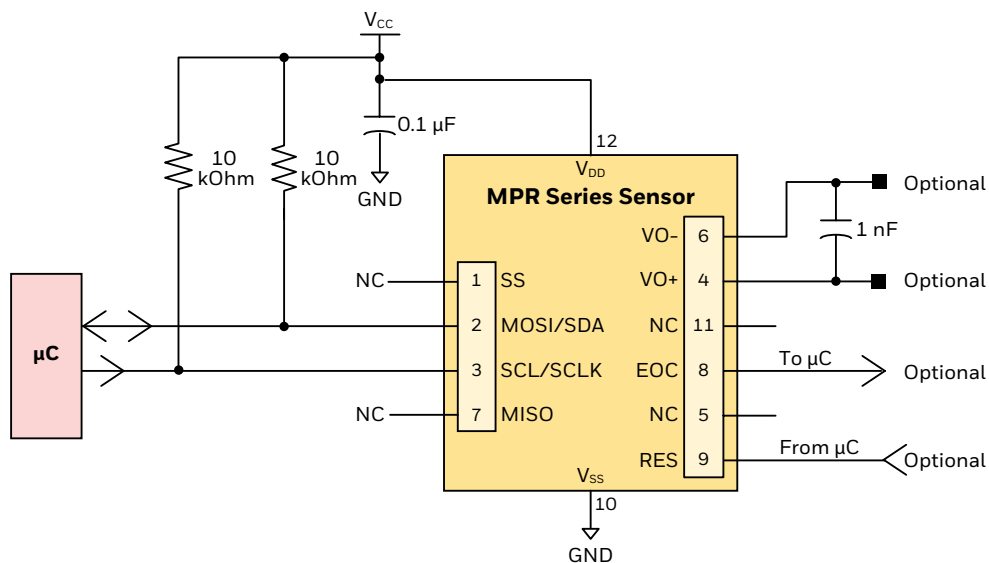 VCC
0.1 µF
GND
10
kOhm
10
kOhm
12
VDD
MPR Series Sensor
µC
NC
1
SS
2
MOSI/SDA
3
SCL/SCLK
NC
7
MISO
VO-
6
VO+
4
NC
11
EOC
8
NC
5
RES
9
Optional
1 nF
Optional
To µC
Optional
From µC
Optional
VSS
10
GND